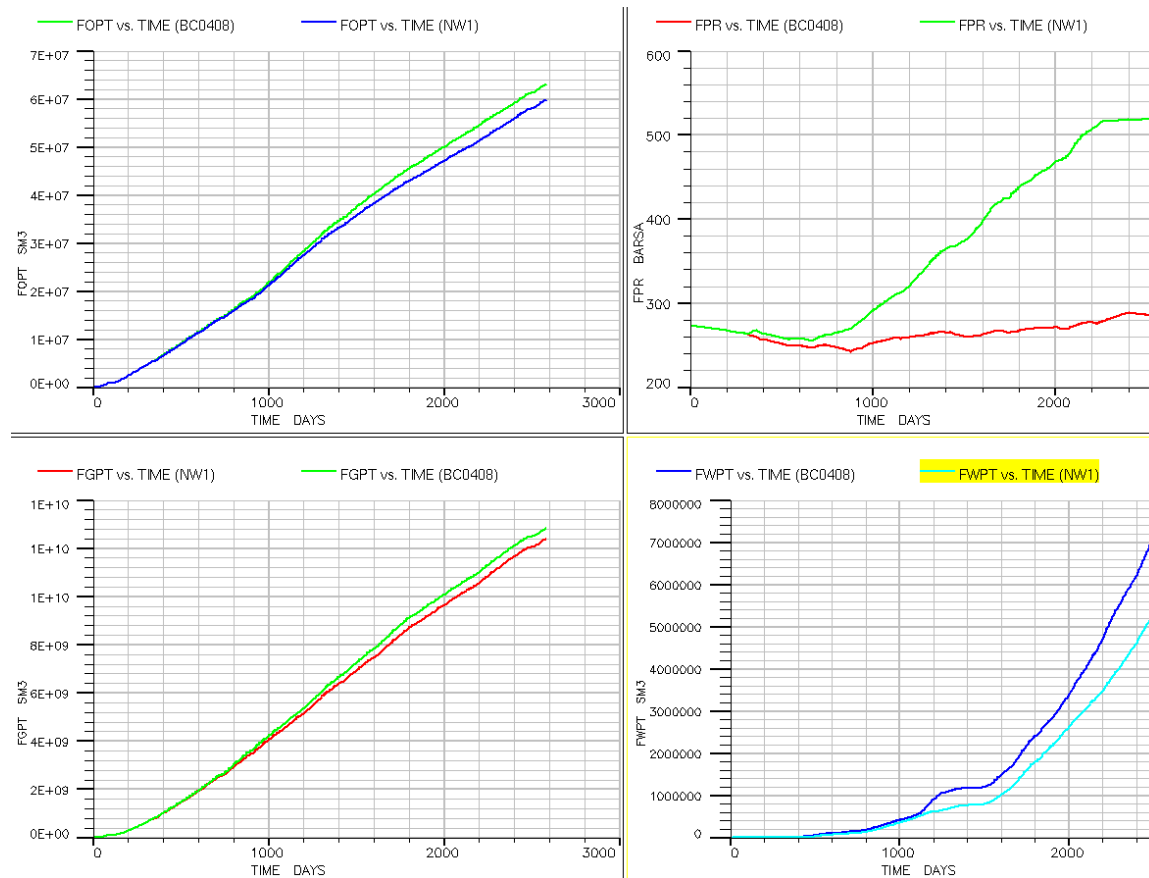 FOPT vs. TIME (BC0408) FOPT vs. TIME (NW1)
7E+07
6E+07
5E+07
4E+07
3E+07
2E+07
1E+07
0E+00
FOPT SM3
0 1000 2000 3000
TIME DAYS
FPR vs. TIME (BC0408) FPR vs. TIME (NW1)
600
500
400
300
200
FPR BARSA
0 1000 2000
TIME DAYS
FGPT vs. TIME (NW1) FGPT vs. TIME (BC0408)
1E+10
1E+10
1E+10
8E+09
6E+09
4E+09
2E+09
0E+00
FGPT SM3
0 1000 2000 3000
TIME DAYS
FWPT vs. TIME (BC0408) FWPT vs. TIME (NW1)
8000000
7000000
6000000
5000000
4000000
3000000
2000000
1000000
0
FWPT SM3
0 1000 2000
TIME DAYS